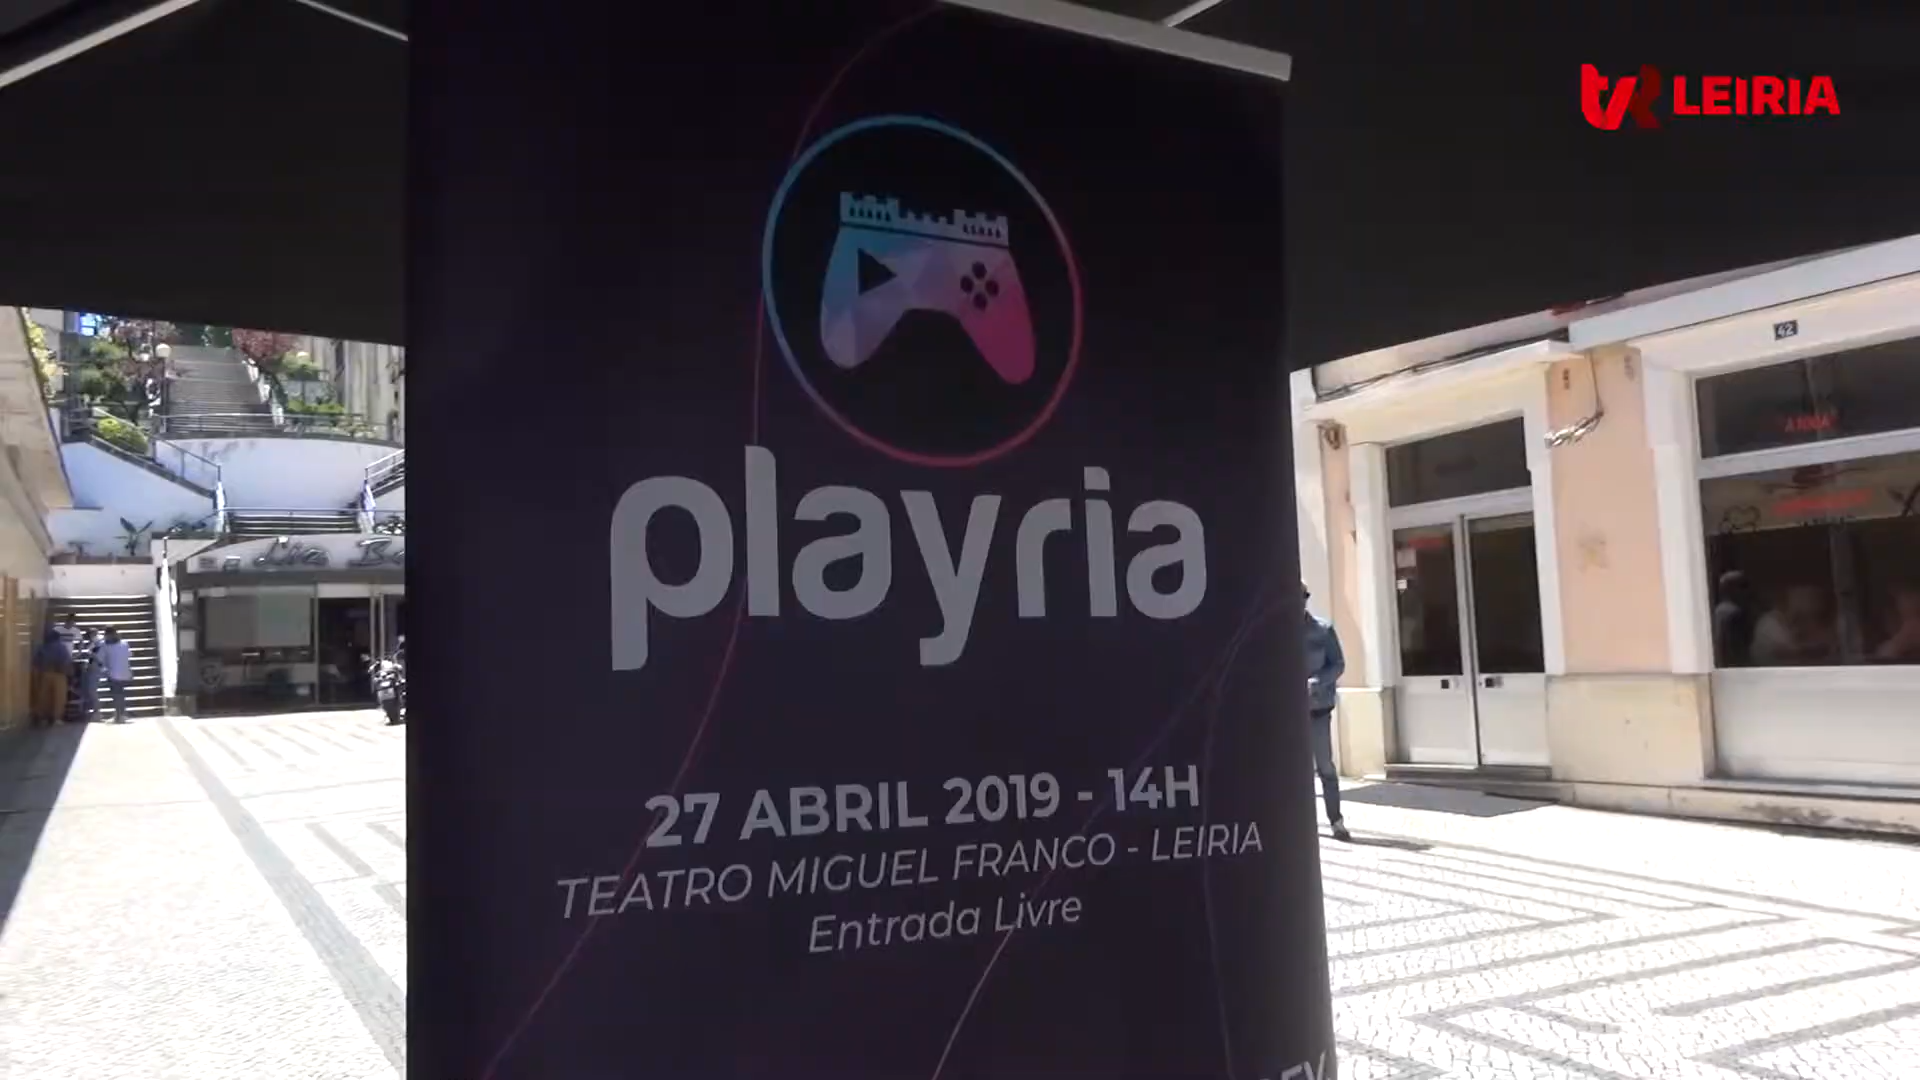 tvR LEIRIA
playria
27 ABRIL 2019 - 14H
TEATRO MIGUEL FRANCO - LEIRIA
Entrada Livre
42